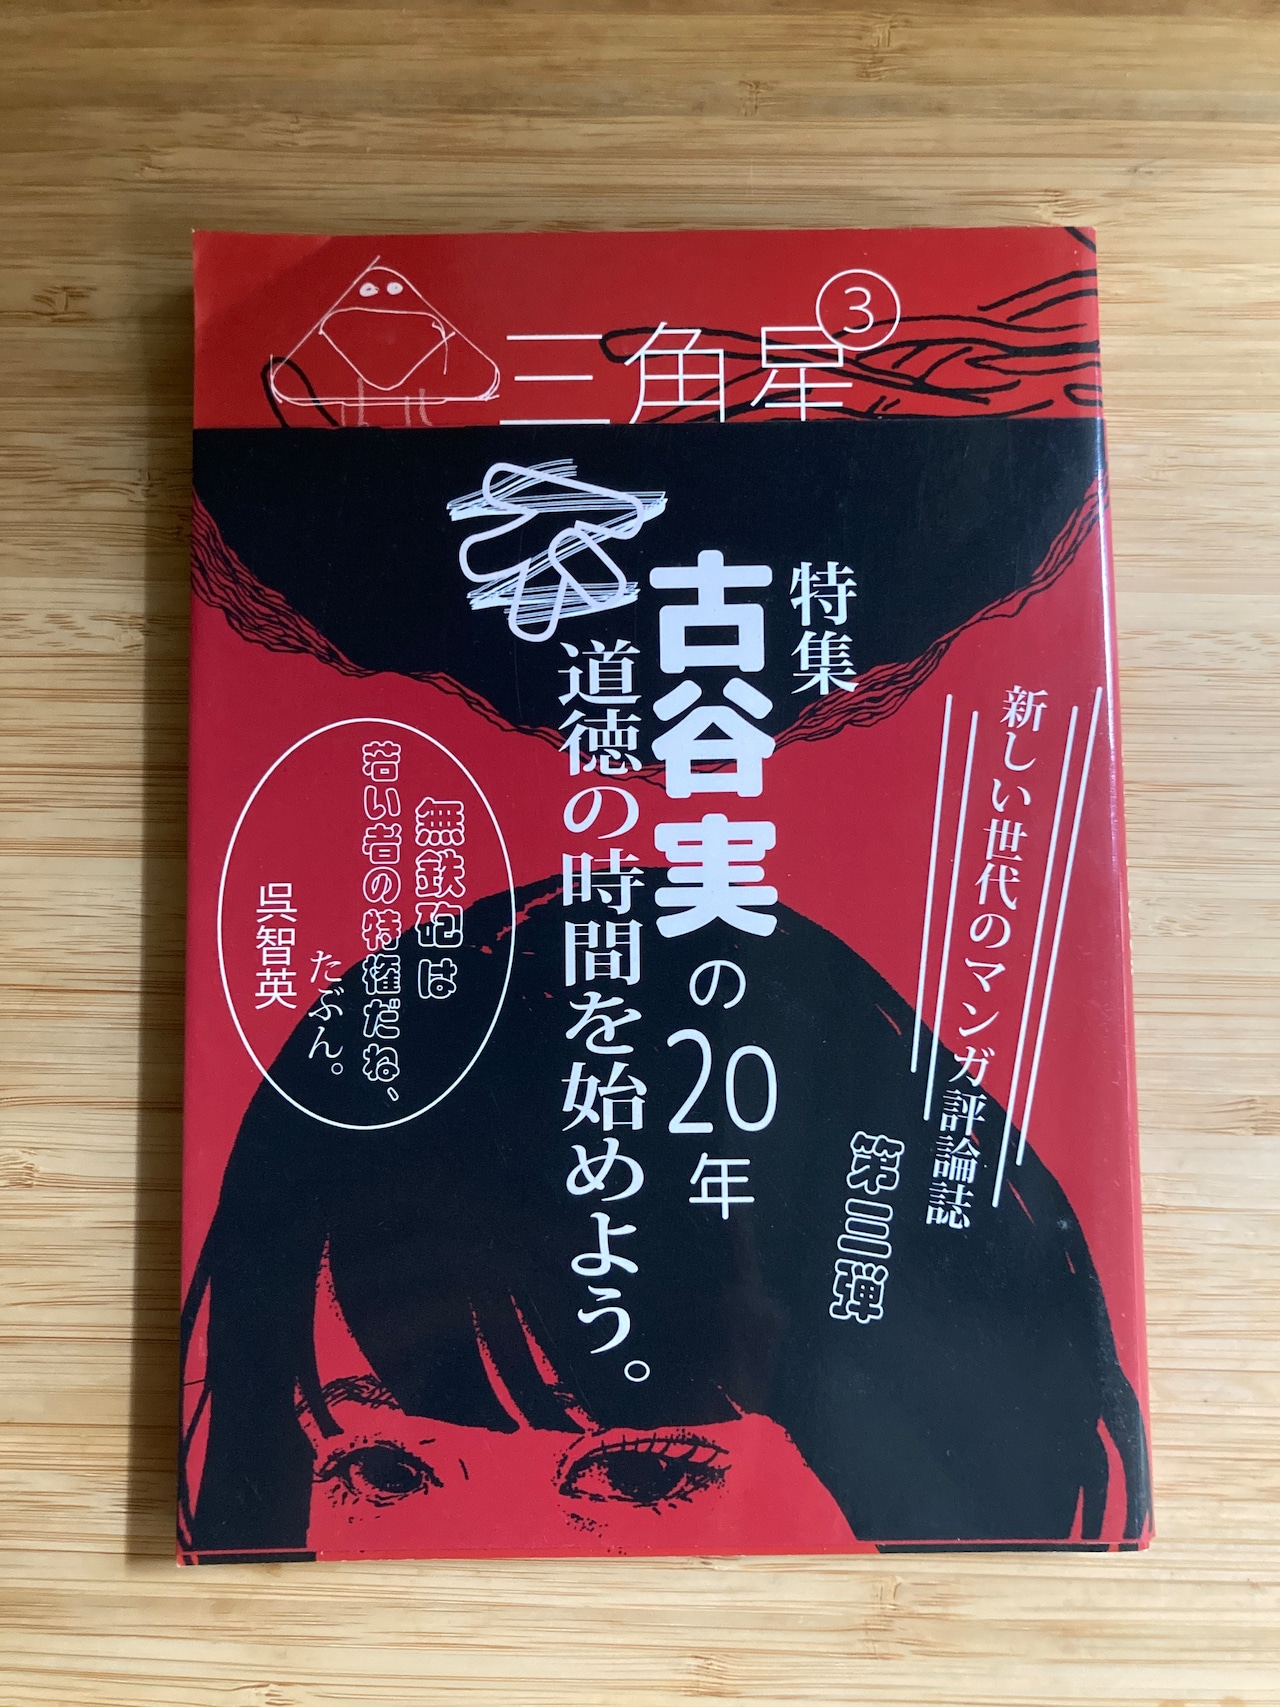 三角星③
新しい世代のマンガ評論誌
第三弾
特集
古谷実の20年
道徳の時間を始めよう。
無鉄砲は
若い者の特権だね、
たぶん。
呉智英